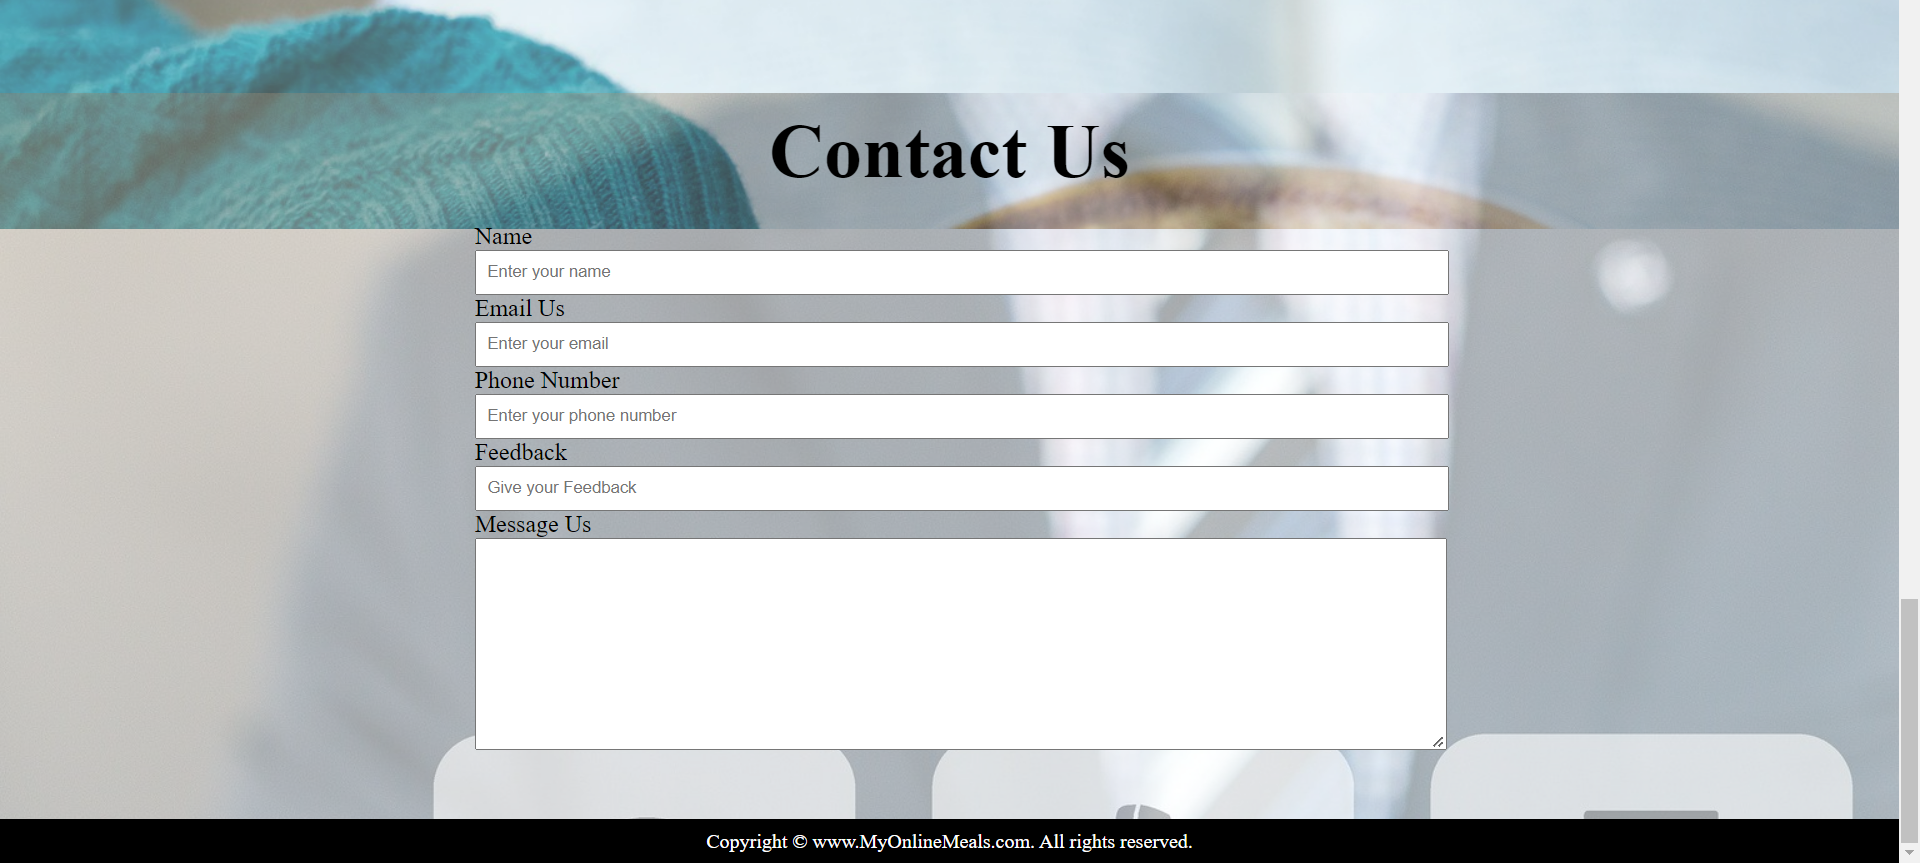 Contact Us
Name
Enter your name
Email Us
Enter your email
Phone Number
Enter your phone number
Feedback
Give your Feedback
Message Us
Copyright © www.MyOnlineMeals.com. All rights reserved.